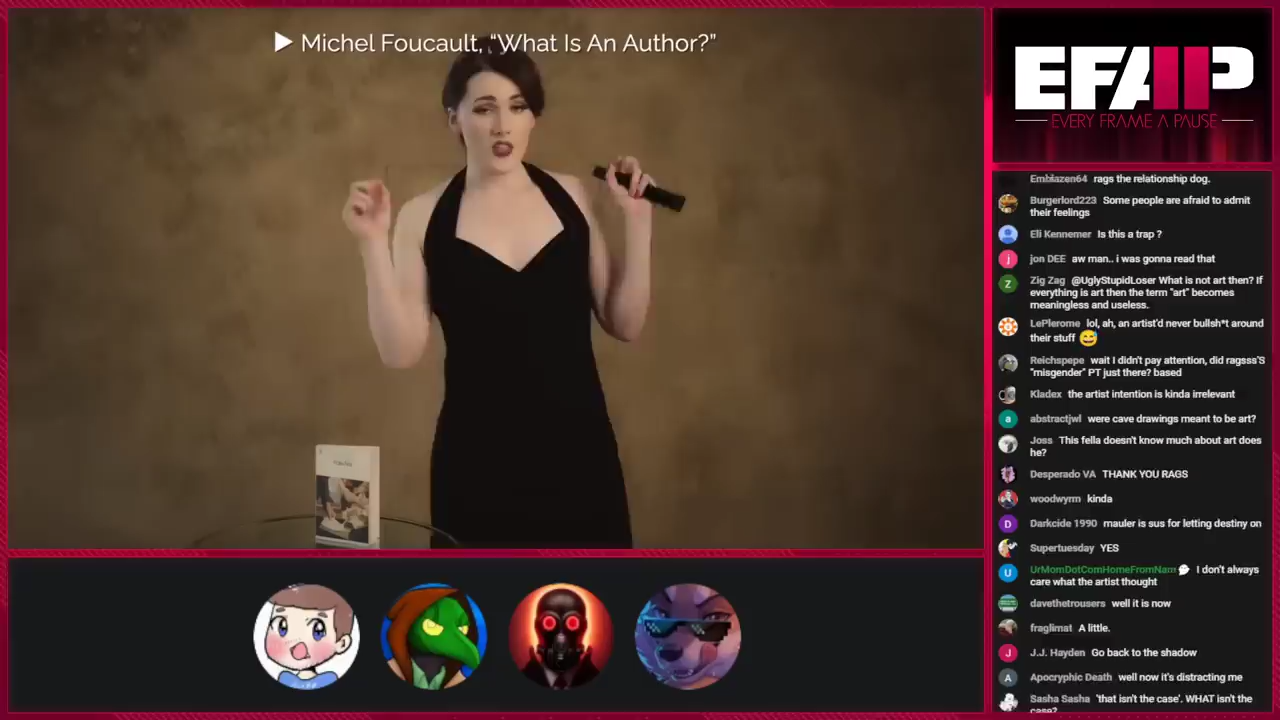 ▶ Michel Foucault, “What Is An Author?”
EFAP
EVERY FRAME A PAUSE
Emblazen64 rags the relationship dog.
Burgerlord223 Some people are afraid to admit
their feelings
Eli Kennemer Is this a trap ?
jon DEE aw man.. i was gonna read that
Zig Zag @UglyStupidLoser What is not art then? If
everything is art then the term "art" becomes
meaningless and useless.
LePlerome lol, ah, an artist'd never bullsh*t around
their stuff 😅
Reichspepe wait I didn't pay attention, did ragsss'S
"misgender" PT just there? based
Kladex the artist intention is kinda irrelevant
abstractjwl were cave drawings meant to be art?
Joss This fella doesn't know much about art does
he?
Desperado VA THANK YOU RAGS
woodwyrm kinda
Darkcide 1990 mauler is sus for letting destiny on
Supertuesday YES
UrMomDotComHomeFromNam I don't always
care what the artist thought
davethetrousers well it is now
fraglimat A little.
J.J. Hayden Go back to the shadow
Apocryphic Death well now it's distracting me
Sasha Sasha 'that isn't the case'. WHAT isn't the
case?